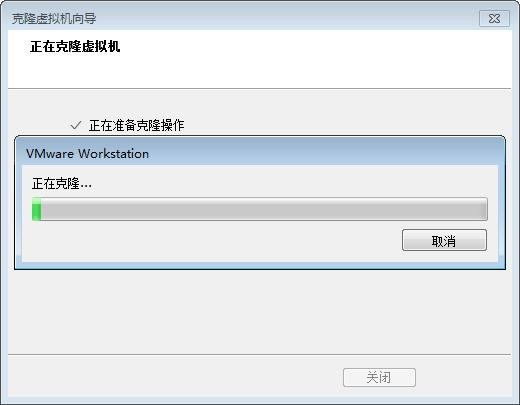 克隆虚拟机向导
正在克隆虚拟机
正在准备克隆操作
VMware Workstation
正在克隆...
取消
关闭